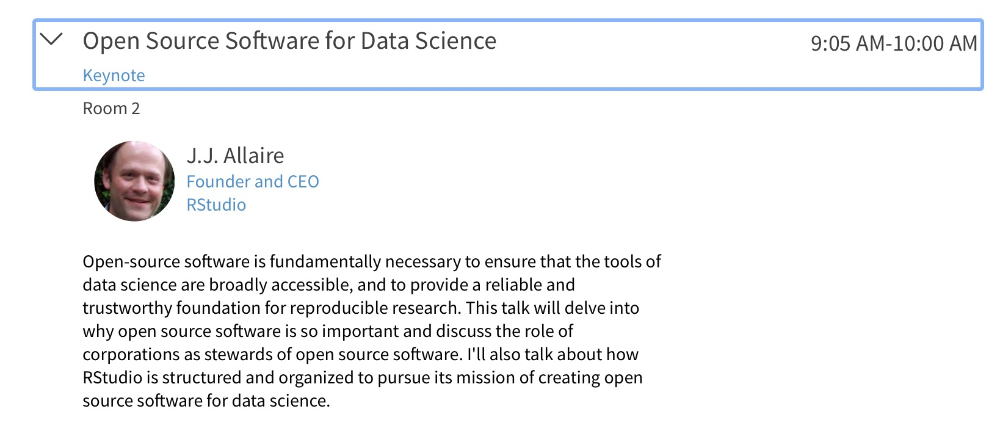 Open Source Software for Data Science
9:05 AM-10:00 AM
Keynote
Room 2
J.J. Allaire
Founder and CEO
RStudio
Open-source software is fundamentally necessary to ensure that the tools of
data science are broadly accessible, and to provide a reliable and
trustworthy foundation for reproducible research. This talk will delve into
why open source software is so important and discuss the role of
corporations as stewards of open source software. I'll also talk about how
RStudio is structured and organized to pursue its mission of creating open
source software for data science.